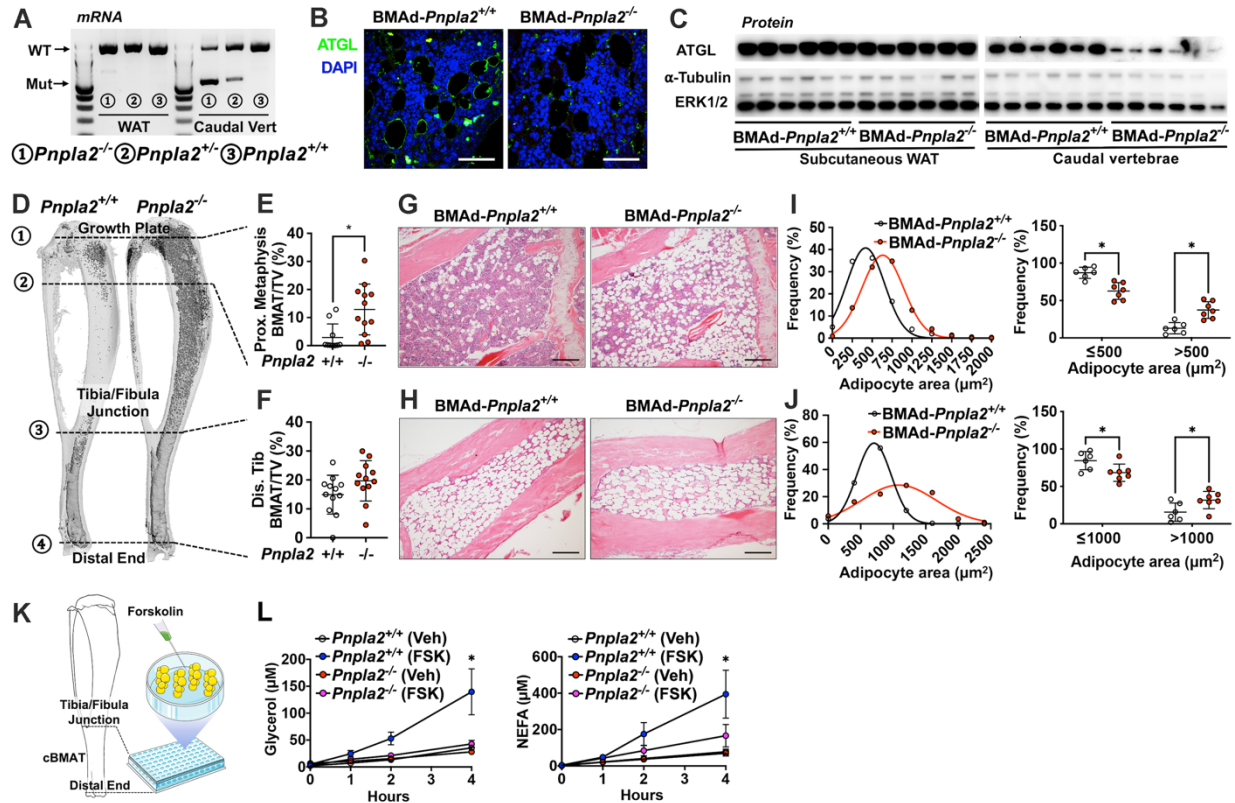 A
mRNA
WT
Mut
① ② ③ ① ② ③
WAT Caudal Vert
①Pnpla2-/- ②Pnpla2+/- ③Pnpla2+/+
B
BMAd-Pnpla2+/+ BMAd-Pnpla2-/-
ATGL
DAPI
C
Protein
ATGL
α-Tubulin
ERK1/2
BMAd-Pnpla2+/+ BMAd-Pnpla2-/- BMAd-Pnpla2+/+ BMAd-Pnpla2-/-
Subcutaneous WAT Caudal vertebrae
D
Pnpla2+/+ Pnpla2-/-
① Growth Plate
②
Tibia/Fibula
Junction
③
④
Distal End
E
Prox. Metaphysis
BMAT/TV (%)
40
30
20
10
0
*
Pnpla2 +/+ -/-
F
Dis. Tib
BMAT/TV (%)
40
30
20
10
0
Pnpla2 +/+ -/-
G
BMAd-Pnpla2+/+ BMAd-Pnpla2-/-
H
BMAd-Pnpla2+/+ BMAd-Pnpla2-/-
I
BMAd-Pnpla2+/+
BMAd-Pnpla2-/-
Frequency (%)
50
40
30
20
10
0
0 250 500 750 1000 1250 1500 1750 2000
Adipocyte area (µm2)
Frequency (%)
150
100
50
0
* *
≤500 >500
Adipocyte area (µm2)
J
BMAd-Pnpla2+/+
BMAd-Pnpla2-/-
Frequency (%)
80
60
40
20
0
0 500 1000 1500 2000 2500
Adipocyte area (µm2)
Frequency (%)
150
100
50
0
* *
≤1000 >1000
Adipocyte area (µm2)
K
Forskolin
Tibia/Fibula
Junction
cBMAT
Distal End
L
Pnpla2+/+ (Veh)
Pnpla2+/+ (FSK)
Pnpla2-/- (Veh)
Pnpla2-/- (FSK)
*
Glycerol
(µM)
200
150
100
50
0
0 1 2 3 4
Hours
Pnpla2+/+ (Veh)
Pnpla2+/+ (FSK)
Pnpla2-/- (Veh)
Pnpla2-/- (FSK)
*
NEFA
(µM)
600
400
200
0
0 1 2 3 4
Hours